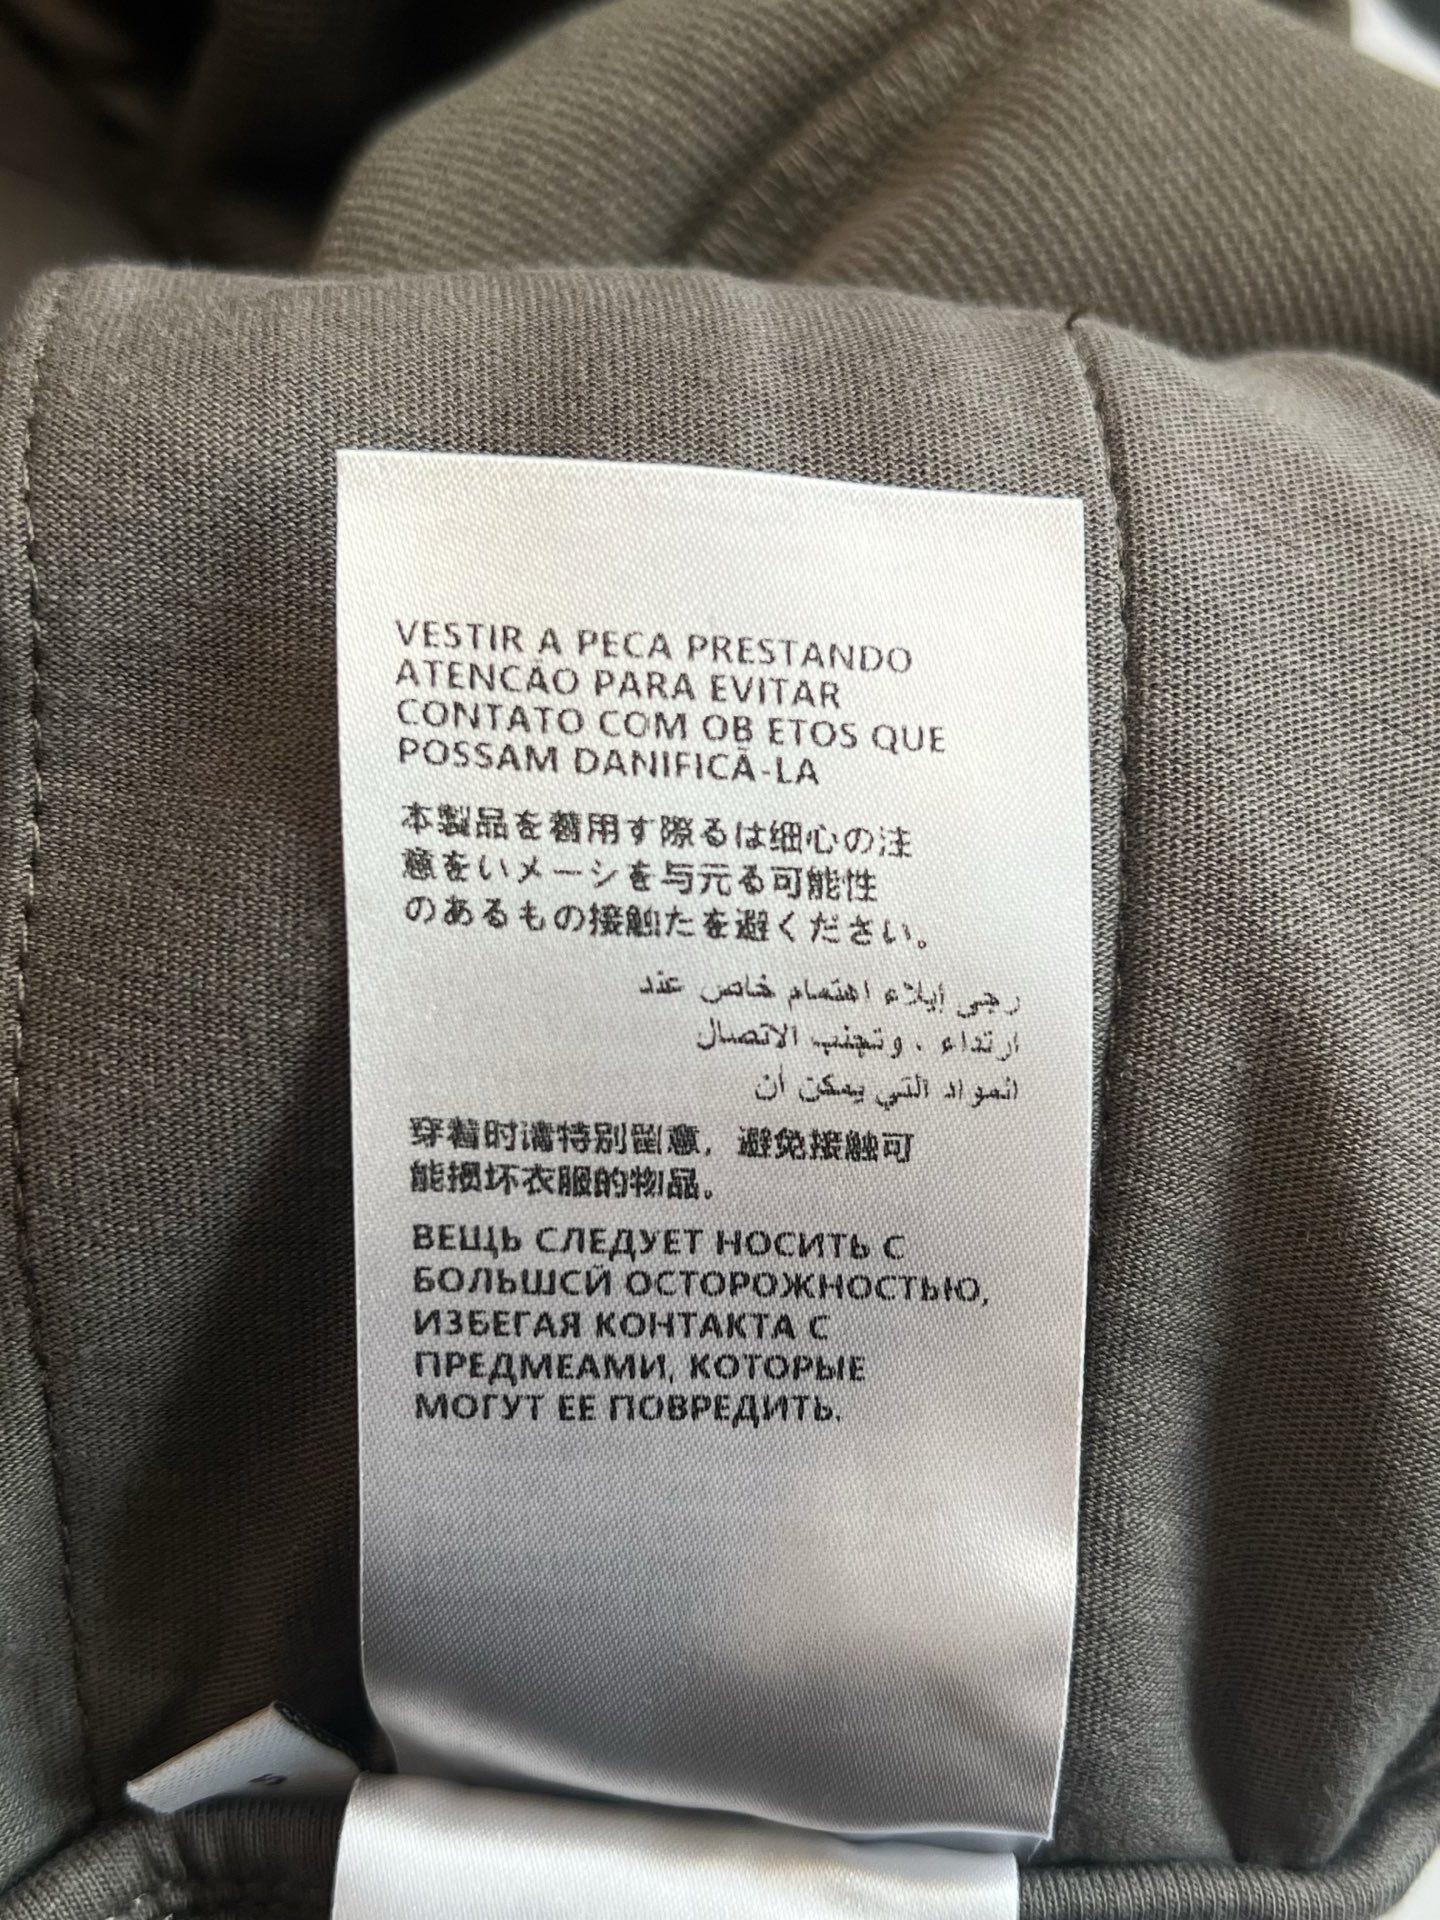 VESTIR A PECA PRESTANDO
ATENCÃO PARA EVITAR
CONTATO COM OB ETOS QUE
POSSAM DANIFICÃ-LA
本製品を着用す際るは细心の注
意をいメーシを与元る可能性
のあるもの接触たを避ください。
رجى إيلاء اهتمام خاص عند
ارتداء ، وتجنب الاتصال
المواد التي يمكن أن
穿着时请特别留意，避免接触可
能损坏衣服的物品。
ВЕЩЬ СЛЕДУЕТ НОСИТЬ С
БОЛЬШСЙ ОСТОРОЖНОСТЬЮ,
ИЗБЕГАЯ КОНТАКТА С
ПРЕДМЕАМИ, КОТОРЫЕ
МОГУТ ЕЕ ПОВРЕДИТЬ.
S